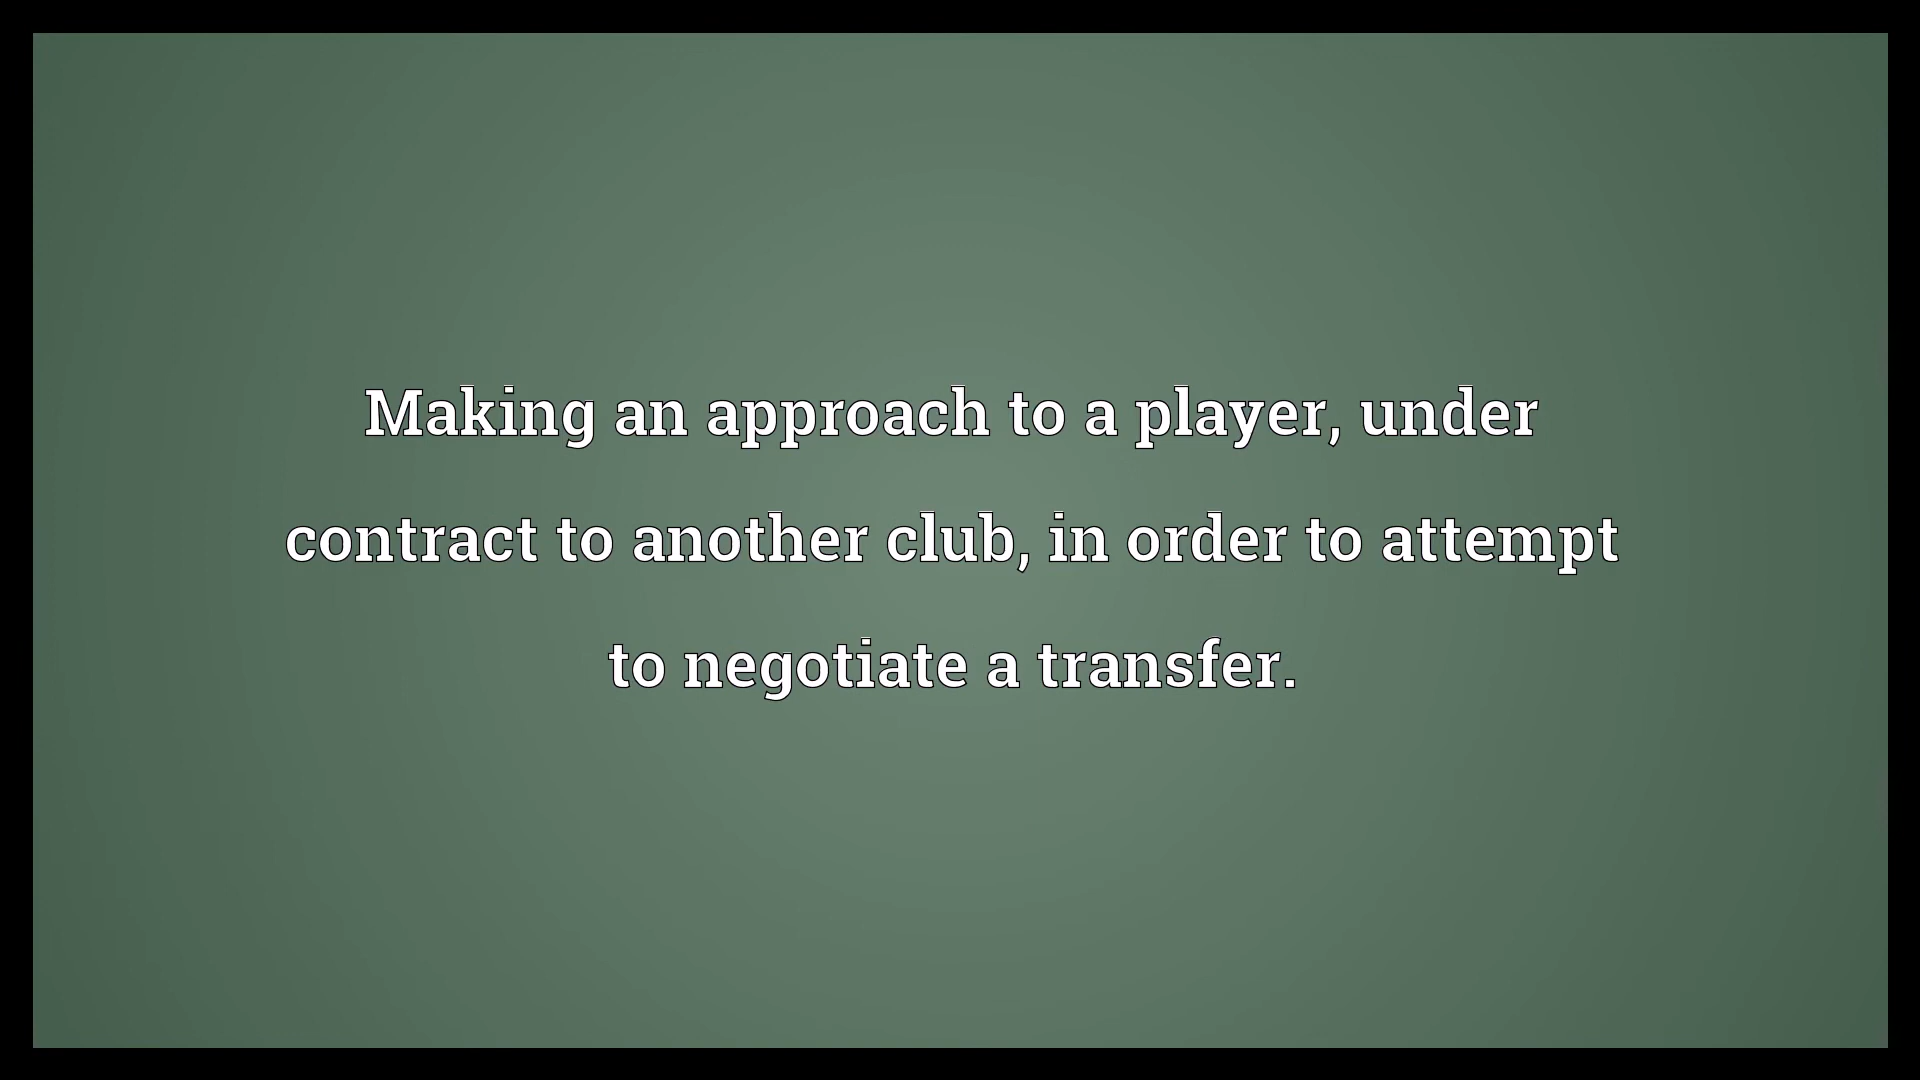 Making an approach to a player, under
contract to another club, in order to attempt
to negotiate a transfer.